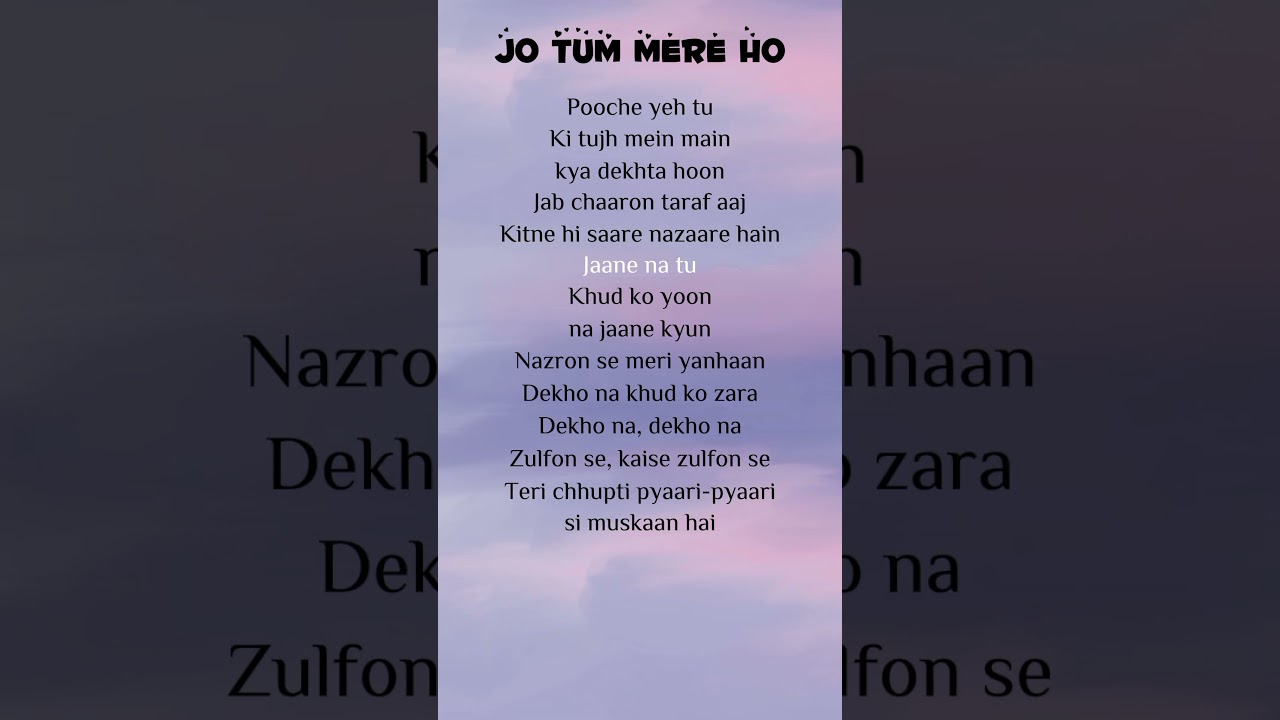 JO TUM MERE HO
Pooche yeh tu
Ki tujh mein main
kya dekhta hoon
Jab chaaron taraf aaj
Kitne hi saare nazaare hain
Jaane na tu
Khud ko yoon
na jaane kyun
Nazron se meri yanhaan
Dekho na khud ko zara
Dekho na, dekho na
Zulfon se, kaise zulfon se
Teri chhupti pyaari-pyaari
si muskaan hai